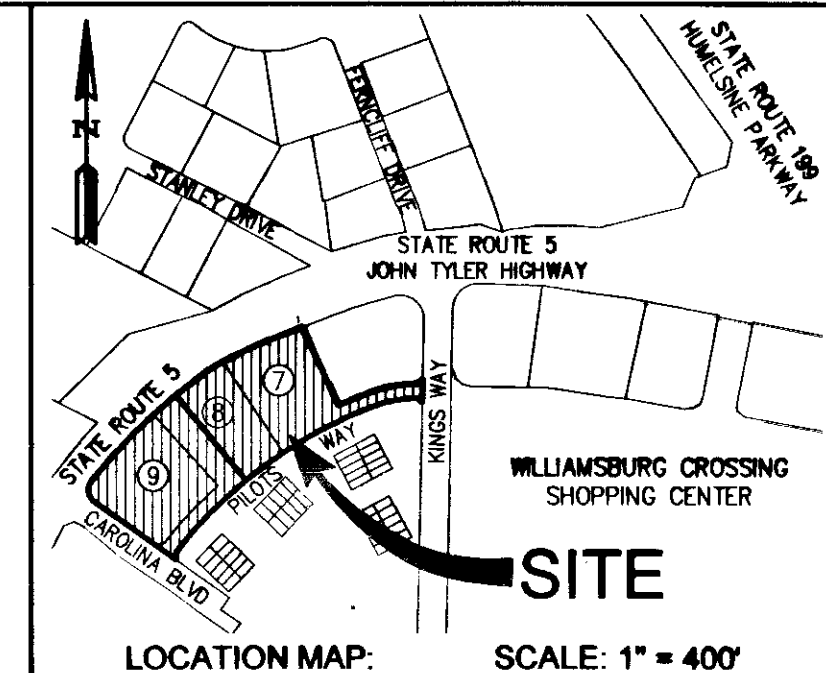 N
STATE ROUTE 199
HUMELSINE PARKWAY
FERNCLIFF DRIVE
STANLEY DRIVE
STATE ROUTE 5
JOHN TYLER HIGHWAY
STATE ROUTE 5
7
8
9
KINGS WAY
PILOTS WAY
CAROLINA BLVD
WILLIAMSBURG CROSSING
SHOPPING CENTER
SITE
LOCATION MAP: SCALE: 1" = 400'